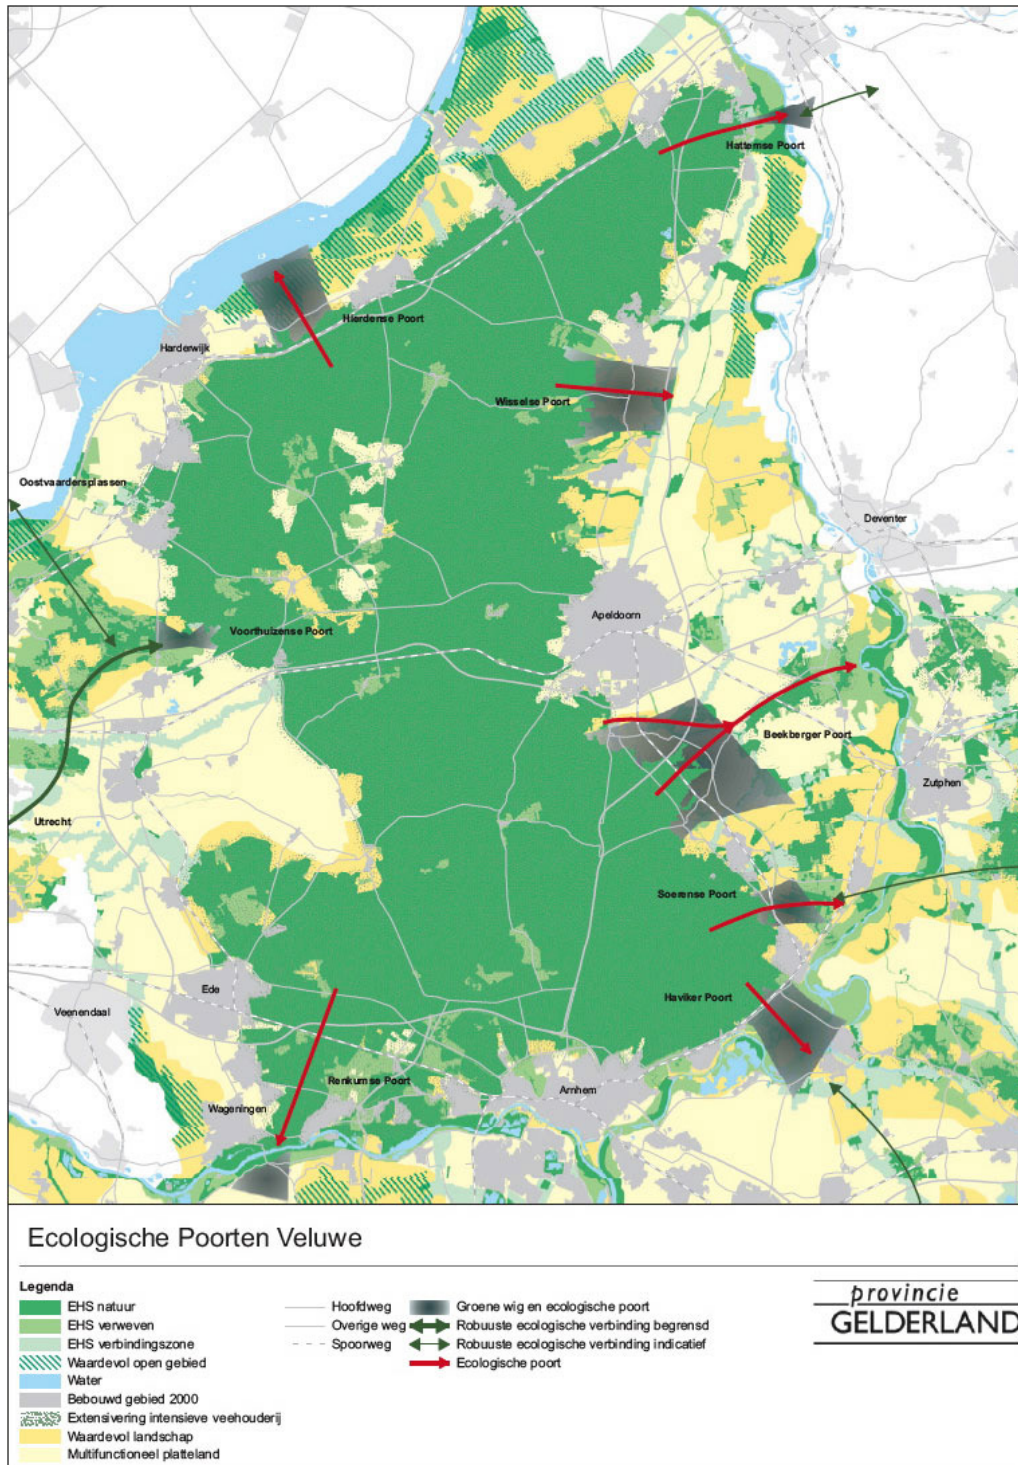 Hattemse Poort
Hierdense Poort
Harderwijk
Wisselse Poort
Oostvaardersplassen
Deventer
Apeldoorn
Voorthuizense Poort
Beekberger Poort
Zutphen
Utrecht
Soerense Poort
Ede
Haviker Poort
Veenendaal
Renkumse Poort
Arnhem
Wageningen
Ecologische Poorten Veluwe
Legenda
EHS natuur
EHS verweven
EHS verbindingszone
Waardevol open gebied
Water
Bebouwd gebied 2000
Extensivering intensieve veehouderij
Waardevol landschap
Multifunctioneel platteland
Hoofdweg
Overige weg
Spoorweg
Groene wig en ecologische poort
Robuuste ecologische verbinding begrensd
Robuuste ecologische verbinding indicatief
Ecologische poort
provincie
GELDERLAND